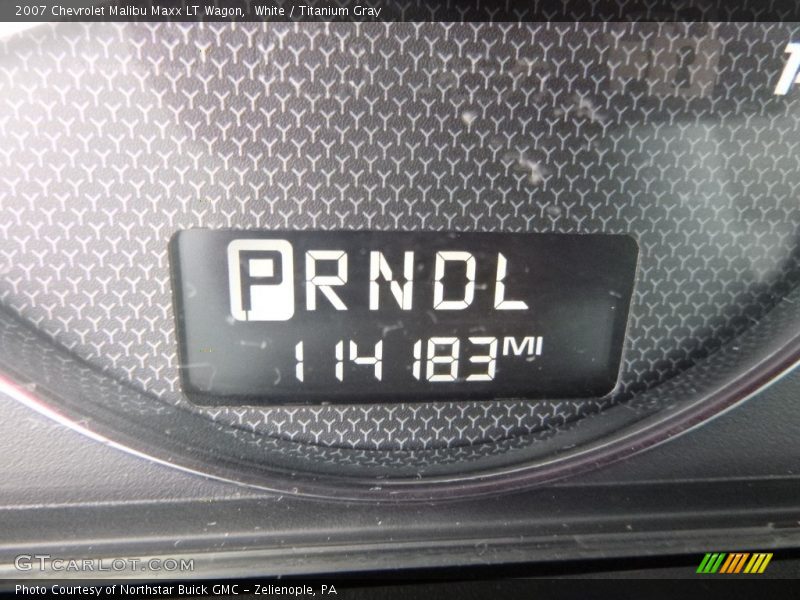 2007 Chevrolet Malibu Maxx LT Wagon, White / Titanium Gray
PRNDL
114183 MI
GTCARLOT.COM
Photo Courtesy of Northstar Buick GMC - Zelienople, PA